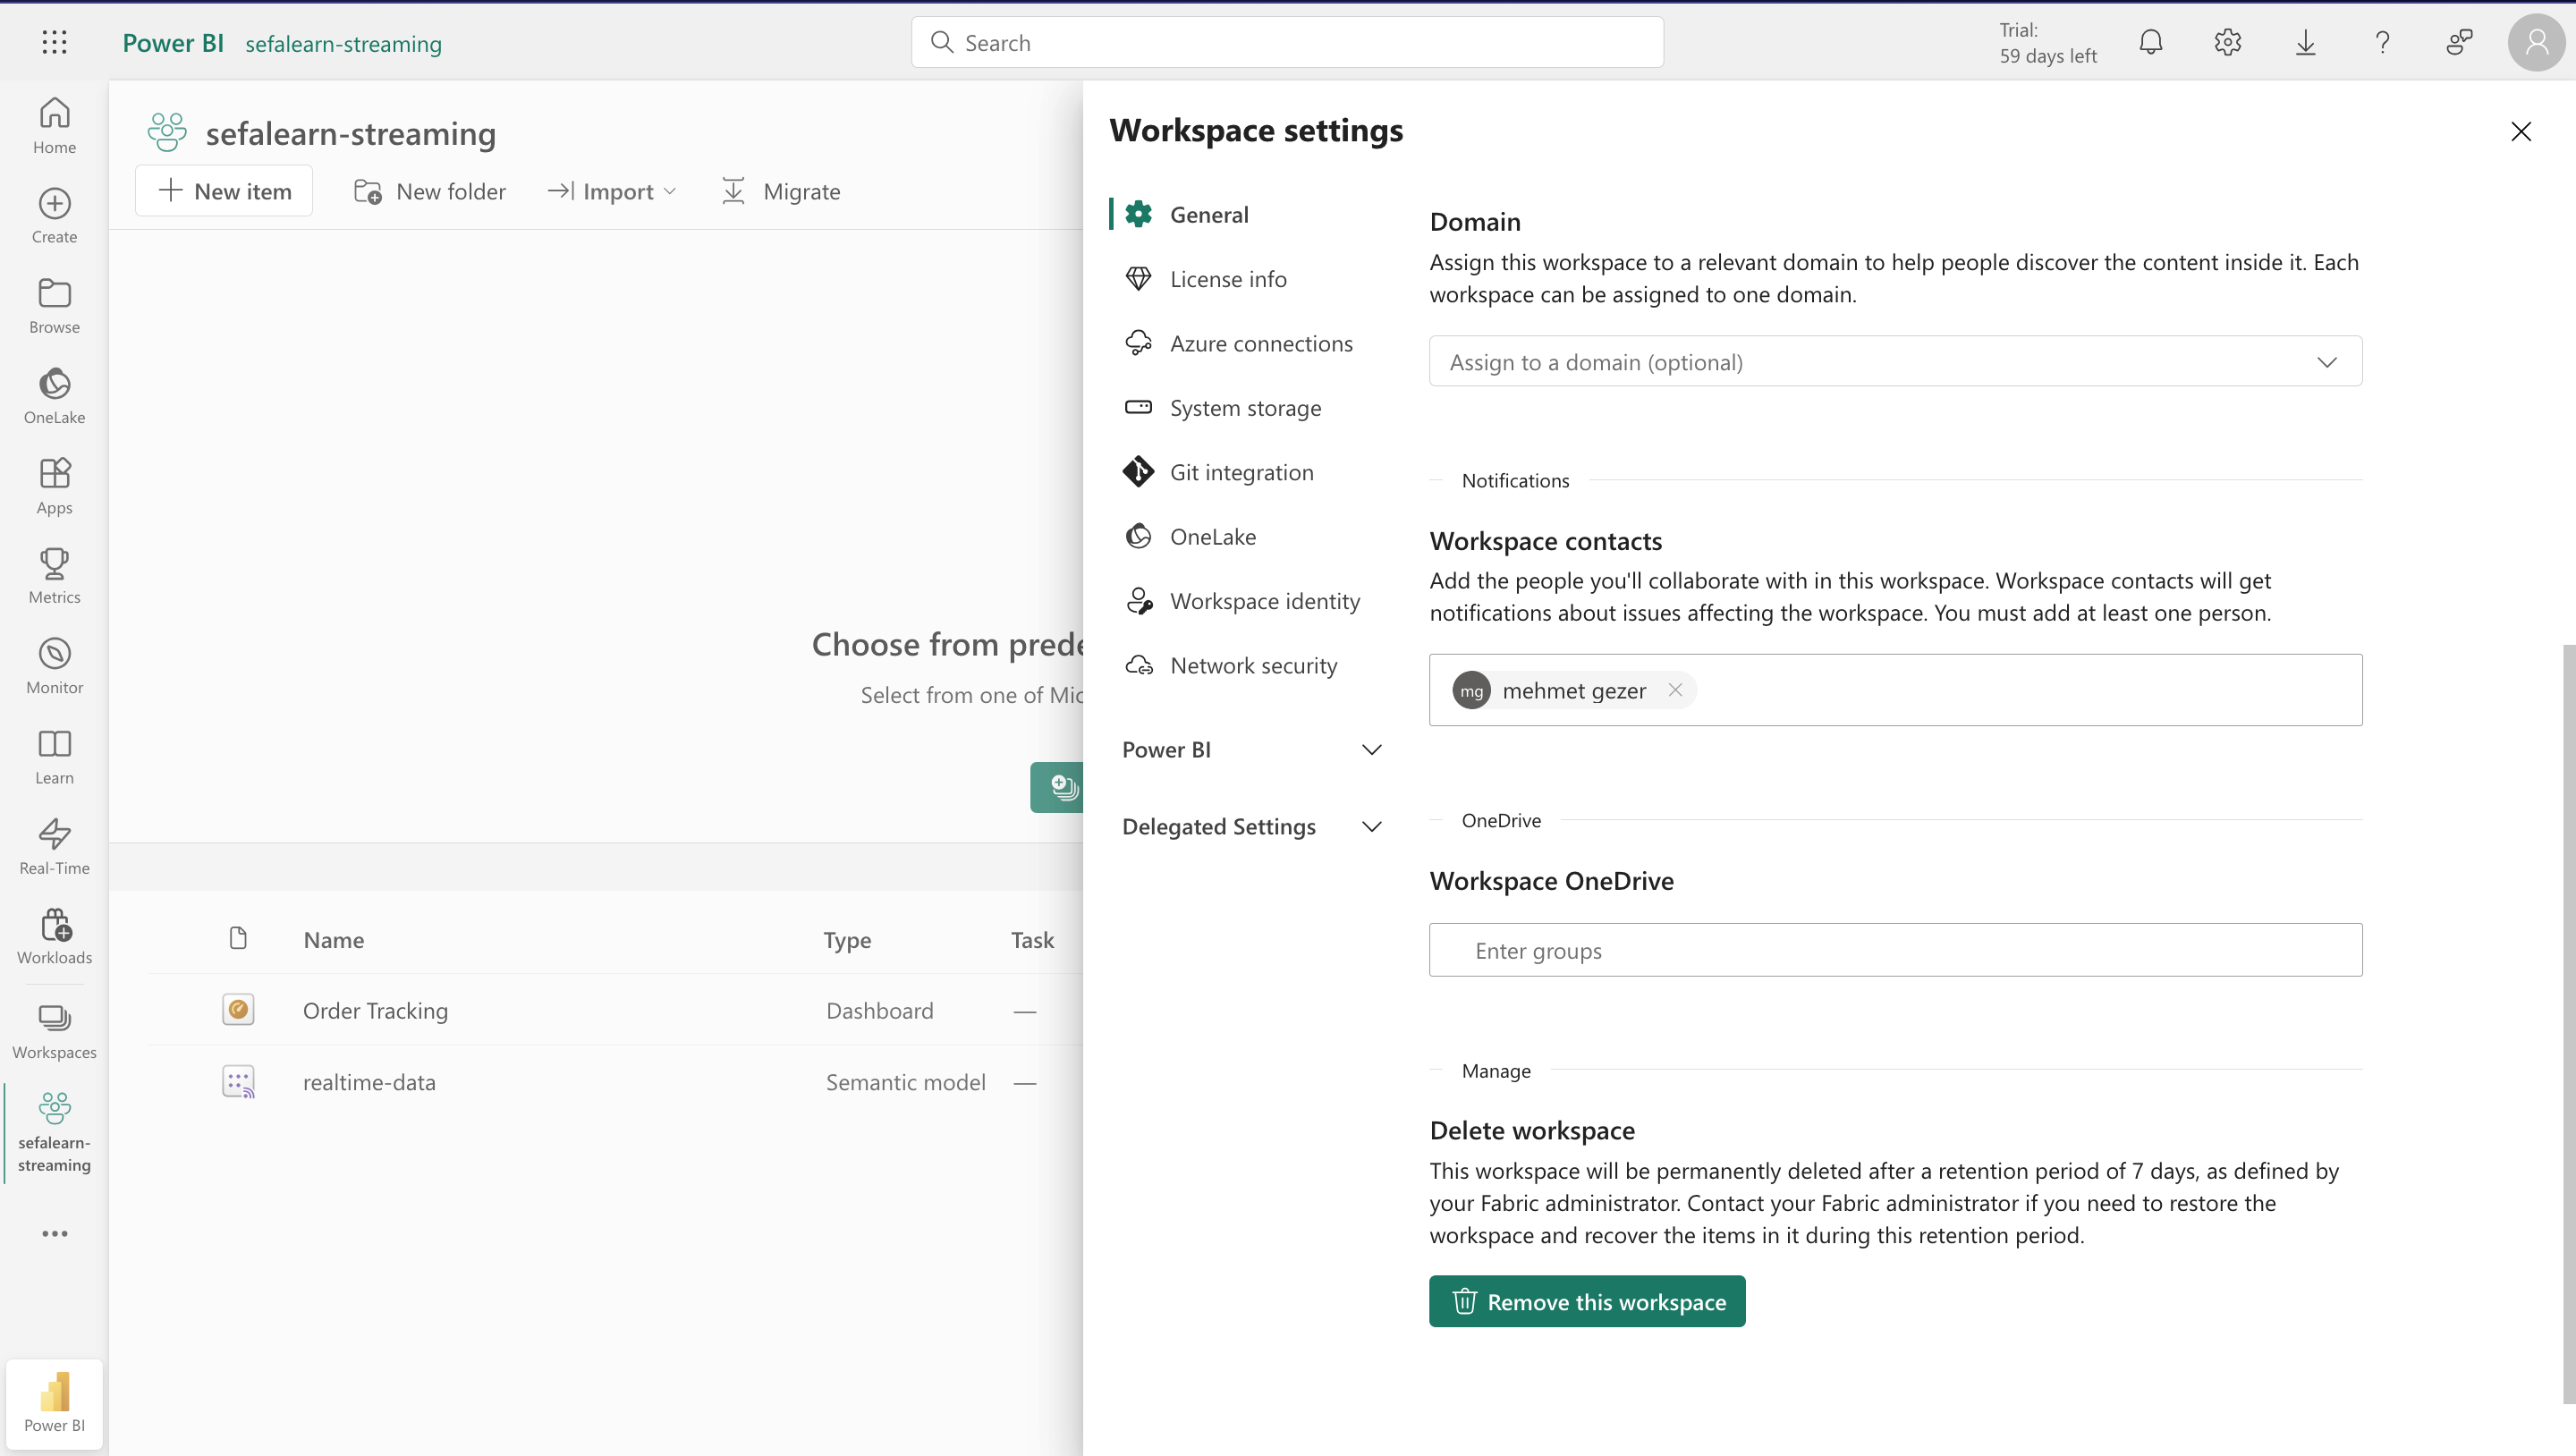 Power BI sefalearn-streaming
Search
Trial:
59 days left
?
Home
Create
Browse
OneLake
Apps
Metrics
Monitor
Learn
Real-Time
Workloads
Workspaces
sefalearn-
streaming
Power BI
sefalearn-streaming
New item
New folder
Import
Migrate
Choose from prede
Select from one of Mic
Name Type Task
Order Tracking Dashboard —
realtime-data Semantic model —
Workspace settings
General
License info
Azure connections
System storage
Git integration
OneLake
Workspace identity
Network security
Power BI
Delegated Settings
Domain
Assign this workspace to a relevant domain to help people discover the content inside it. Each
workspace can be assigned to one domain.
Assign to a domain (optional)
Notifications
Workspace contacts
Add the people you'll collaborate with in this workspace. Workspace contacts will get
notifications about issues affecting the workspace. You must add at least one person.
mg mehmet gezer
OneDrive
Workspace OneDrive
Enter groups
Manage
Delete workspace
This workspace will be permanently deleted after a retention period of 7 days, as defined by
your Fabric administrator. Contact your Fabric administrator if you need to restore the
workspace and recover the items in it during this retention period.
Remove this workspace